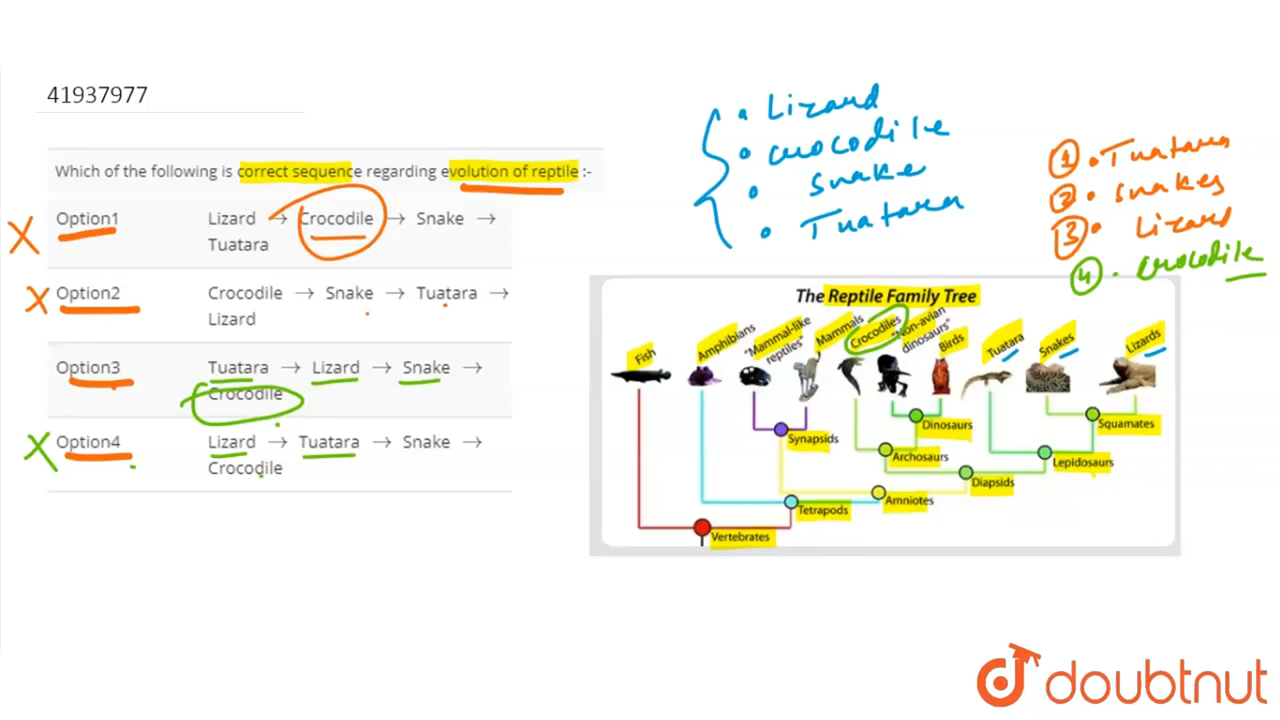 41937977
Which of the following is correct sequence regarding evolution of reptile :-
Option1 Lizard → Crocodile → Snake →
Tuatara
Option2 Crocodile → Snake → Tuatara →
Lizard
Option3 Tuatara → Lizard → Snake →
Crocodile
Option4 Lizard → Tuatara → Snake →
Crocodile
• Lizard
• crocodile
• snake
• Tuatara
① • Tuatara
② • snakes
③ • Lizard
④ • crocodile
The Reptile Family Tree
Fish
Amphibians
"Mammal-like
reptiles"
Mammals
Crocodiles
"Non-avian
dinosaurs"
Birds
Tuatara
Snakes
Lizards
Synapsids
Dinosaurs
Squamates
Archosaurs
Lepidosaurs
Diapsids
Amniotes
Tetrapods
Vertebrates
doubtnut